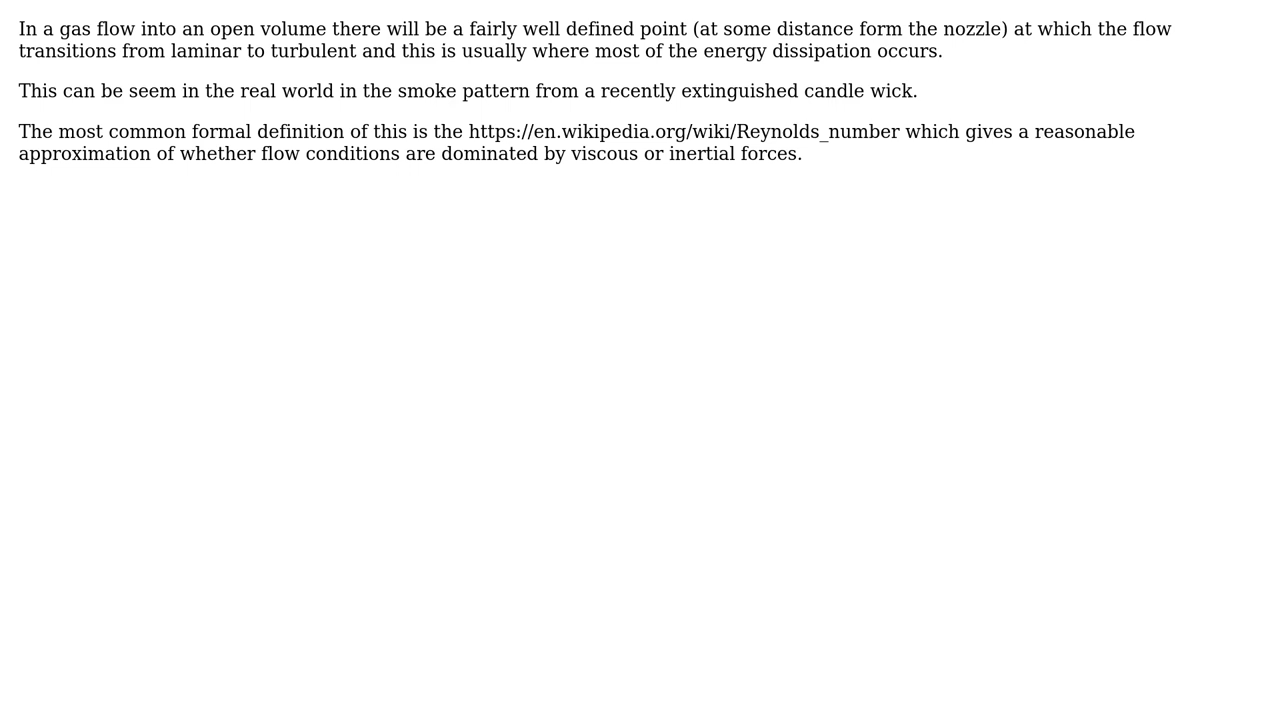 In a gas flow into an open volume there will be a fairly well defined point (at some distance form the nozzle) at which the flow
transitions from laminar to turbulent and this is usually where most of the energy dissipation occurs.
This can be seem in the real world in the smoke pattern from a recently extinguished candle wick.
The most common formal definition of this is the https://en.wikipedia.org/wiki/Reynolds_number which gives a reasonable
approximation of whether flow conditions are dominated by viscous or inertial forces.